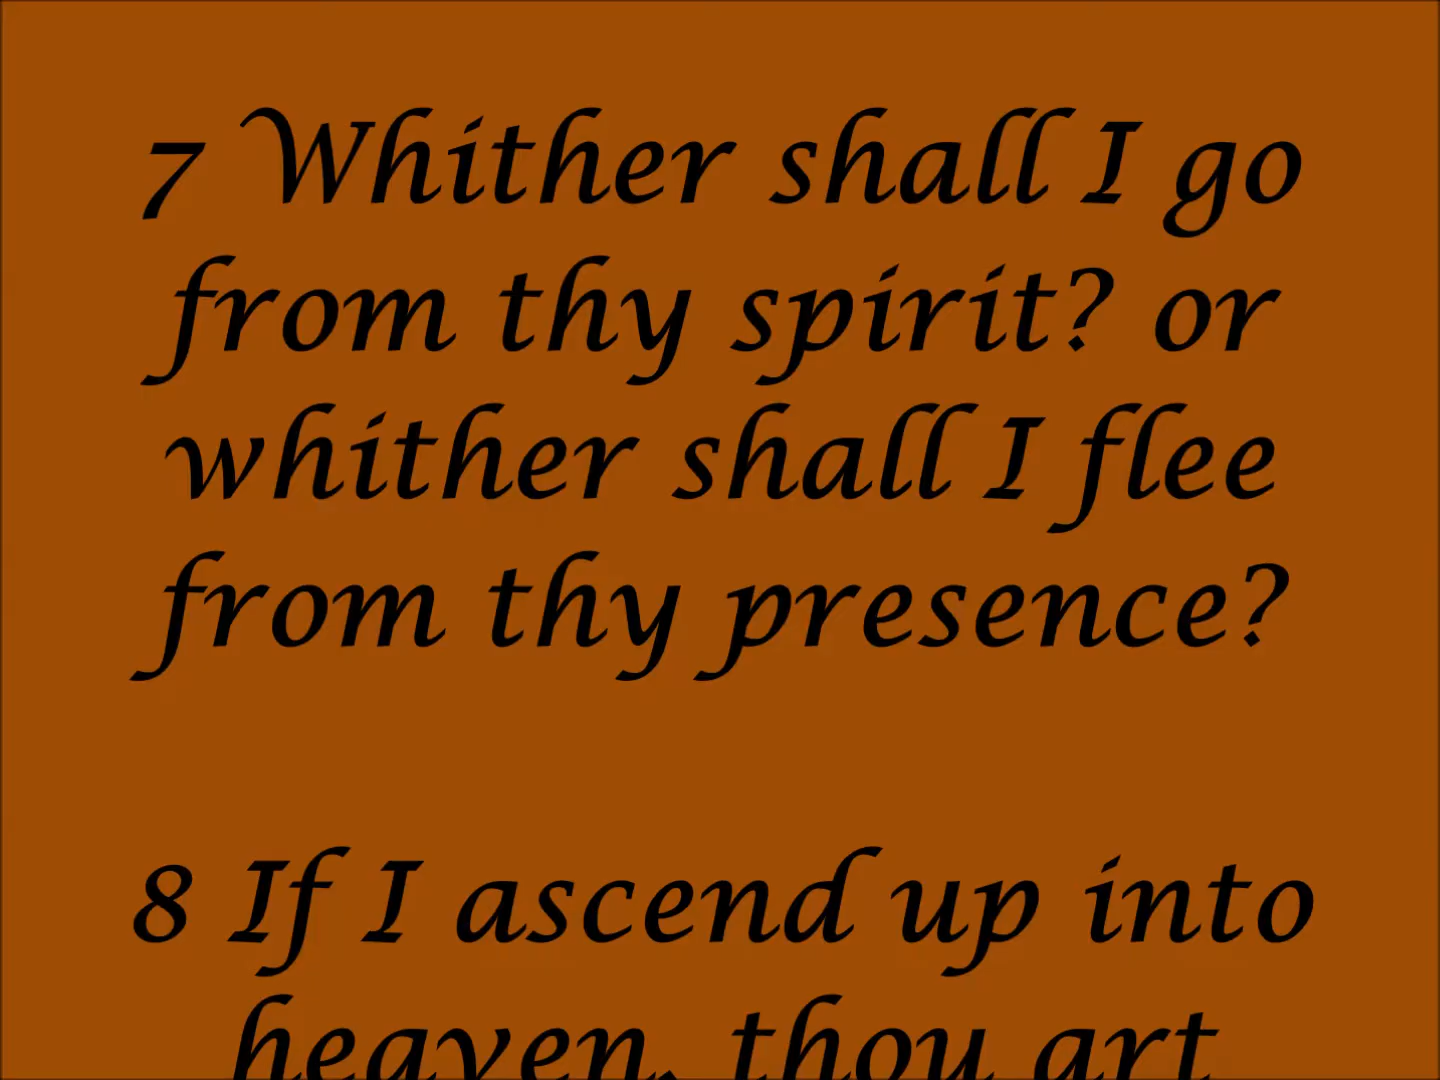 7 Whither shall I go
from thy spirit? or
whither shall I flee
from thy presence?
8 If I ascend up into
heaven, thou art